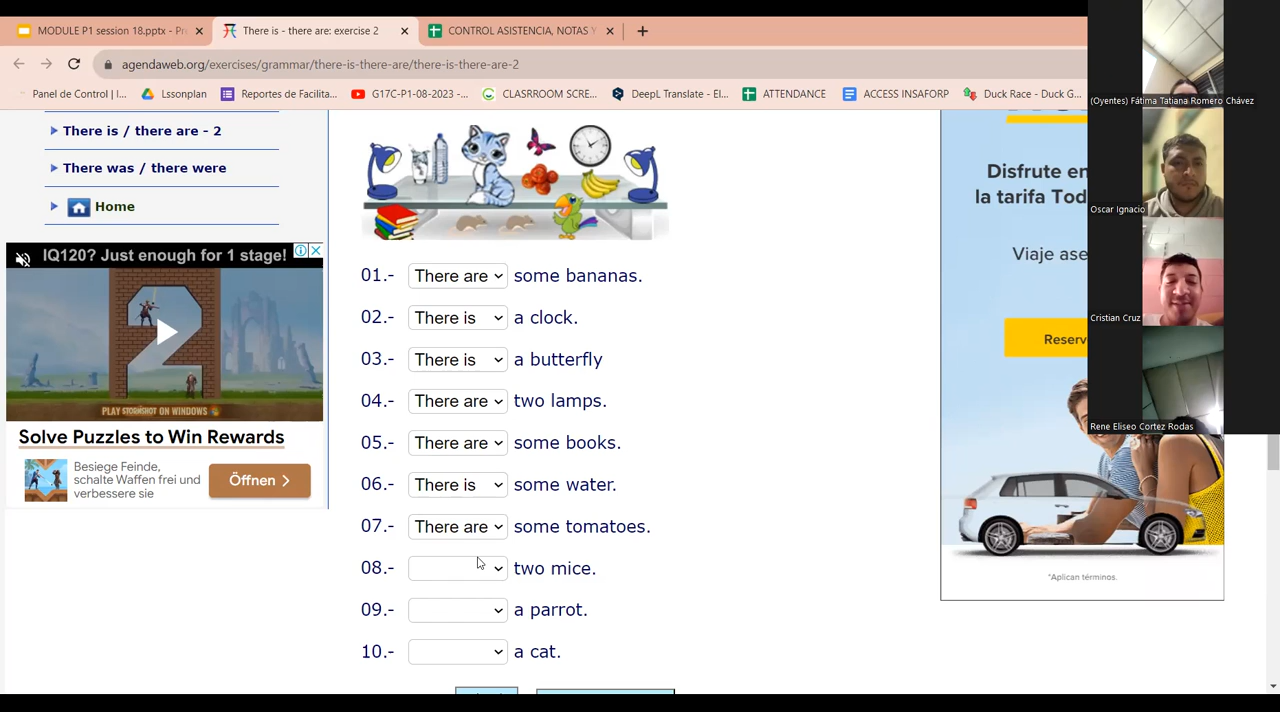 MODULE P1 session 18.pptx - Pre
There is - there are: exercise 2
CONTROL ASISTENCIA, NOTAS Y
agendaweb.org/exercises/grammar/there-is-there-are/there-is-there-are-2
Panel de Control | I...
Lssonplan
Reportes de Facilita...
G17C-P1-08-2023 -...
CLASRROOM SCRE...
DeepL Translate - El...
ATTENDANCE
ACCESS INSAFORP
Duck Race - Duck G...
There is / there are - 2
There was / there were
Home
IQ120? Just enough for 1 stage!
2
PLAY STORMSHOT ON WINDOWS
Solve Puzzles to Win Rewards
Besiege Feinde,
schalte Waffen frei und
verbessere sie
Öffnen
01.- There are some bananas.
02.- There is a clock.
03.- There is a butterfly
04.- There are two lamps.
05.- There are some books.
06.- There is some water.
07.- There are some tomatoes.
08.- two mice.
09.- a parrot.
10.- a cat.
Disfrute en
la tarifa Tod
Viaje ase
Reserv
*Aplican términos.
(Oyentes) Fátima Tatiana Romero Chávez
Oscar Ignacio
Cristian Cruz
Rene Eliseo Cortez Rodas